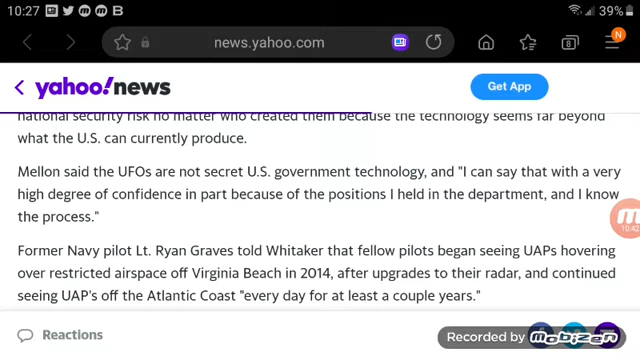 10:27
39%
news.yahoo.com
8
N
yahoo!news
Get App
national security risk no matter who created them because the technology seems far beyond
what the U.S. can currently produce.
Mellon said the UFOs are not secret U.S. government technology, and "I can say that with a very
high degree of confidence in part because of the positions I held in the department, and I know
the process."
10:42
Former Navy pilot Lt. Ryan Graves told Whitaker that fellow pilots began seeing UAPs hovering
over restricted airspace off Virginia Beach in 2014, after upgrades to their radar, and continued
seeing UAP's off the Atlantic Coast "every day for at least a couple years."
Reactions
Recorded by
mobizen